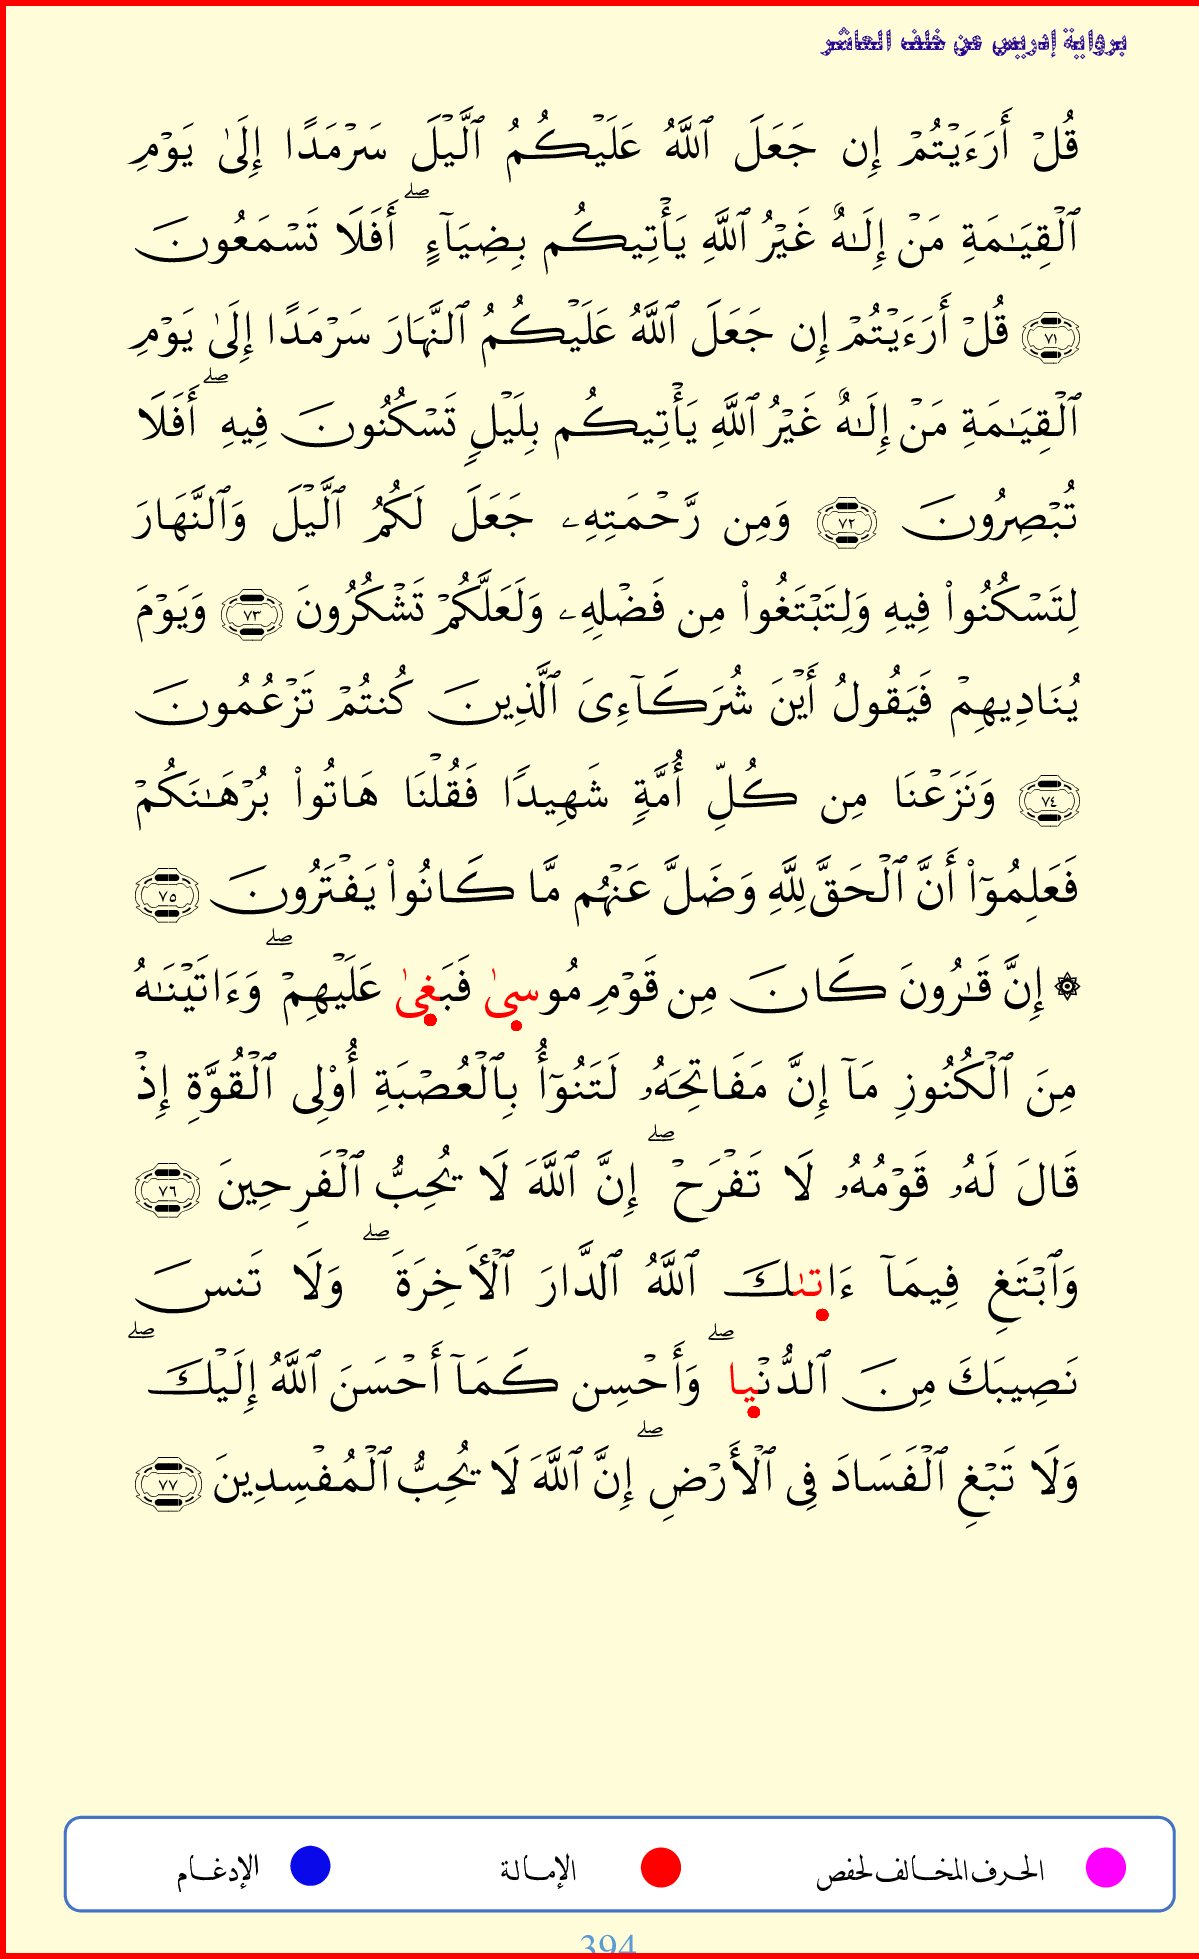 برواية إدريس عن خلف العاشر
قُلۡ أَرَءَيۡتُمۡ إِن جَعَلَ ٱللَّهُ عَلَيۡكُمُ ٱلَّيۡلَ سَرۡمَدًا إِلَىٰ يَوۡمِ
ٱلۡقِيَٰمَةِ مَنۡ إِلَٰهٌ غَيۡرُ ٱللَّهِ يَأۡتِيكُم بِضِيَآءٍۖ أَفَلَا تَسۡمَعُونَ
٧١ قُلۡ أَرَءَيۡتُمۡ إِن جَعَلَ ٱللَّهُ عَلَيۡكُمُ ٱلنَّهَارَ سَرۡمَدًا إِلَىٰ يَوۡمِ
ٱلۡقِيَٰمَةِ مَنۡ إِلَٰهٌ غَيۡرُ ٱللَّهِ يَأۡتِيكُم بِلَيۡلٖ تَسۡكُنُونَ فِيهِۖ أَفَلَا
تُبۡصِرُونَ ٧٢ وَمِن رَّحۡمَتِهِۦ جَعَلَ لَكُمُ ٱلَّيۡلَ وَٱلنَّهَارَ
لِتَسۡكُنُواْ فِيهِ وَلِتَبۡتَغُواْ مِن فَضۡلِهِۦ وَلَعَلَّكُمۡ تَشۡكُرُونَ ٧٣ وَيَوۡمَ
يُنَادِيهِمۡ فَيَقُولُ أَيۡنَ شُرَكَآءِيَ ٱلَّذِينَ كُنتُمۡ تَزۡعُمُونَ
٧٤ وَنَزَعۡنَا مِن كُلِّ أُمَّةٖ شَهِيدٗا فَقُلۡنَا هَاتُواْ بُرۡهَٰنَكُمۡ
فَعَلِمُوٓاْ أَنَّ ٱلۡحَقَّ لِلَّهِ وَضَلَّ عَنۡهُم مَّا كَانُواْ يَفۡتَرُونَ ٧٥
۞ إِنَّ قَٰرُونَ كَانَ مِن قَوۡمِ مُوسىٰ فَبَغىٰ عَلَيۡهِمۡۖ وَءَاتَيۡنَٰهُ
مِنَ ٱلۡكُنُوزِ مَآ إِنَّ مَفَاتِحَهُۥ لَتَنُوٓأُ بِٱلۡعُصۡبَةِ أُوْلِي ٱلۡقُوَّةِ إِذۡ
قَالَ لَهُۥ قَوۡمُهُۥ لَا تَفۡرَحۡۖ إِنَّ ٱللَّهَ لَا يُحِبُّ ٱلۡفَرِحِينَ ٧٦
وَٱبۡتَغِ فِيمَآ ءَاتىٰكَ ٱللَّهُ ٱلدَّارَ ٱلۡأٓخِرَةَۖ وَلَا تَنسَ
نَصِيبَكَ مِنَ ٱلدُّنۡياۖ وَأَحۡسِن كَمَآ أَحۡسَنَ ٱللَّهُ إِلَيۡكَۖ
وَلَا تَبۡغِ ٱلۡفَسَادَ فِي ٱلۡأَرۡضِۖ إِنَّ ٱللَّهَ لَا يُحِبُّ ٱلۡمُفۡسِدِينَ ٧٧
الحرف المخالف لحفص الإمالة الإدغام
394